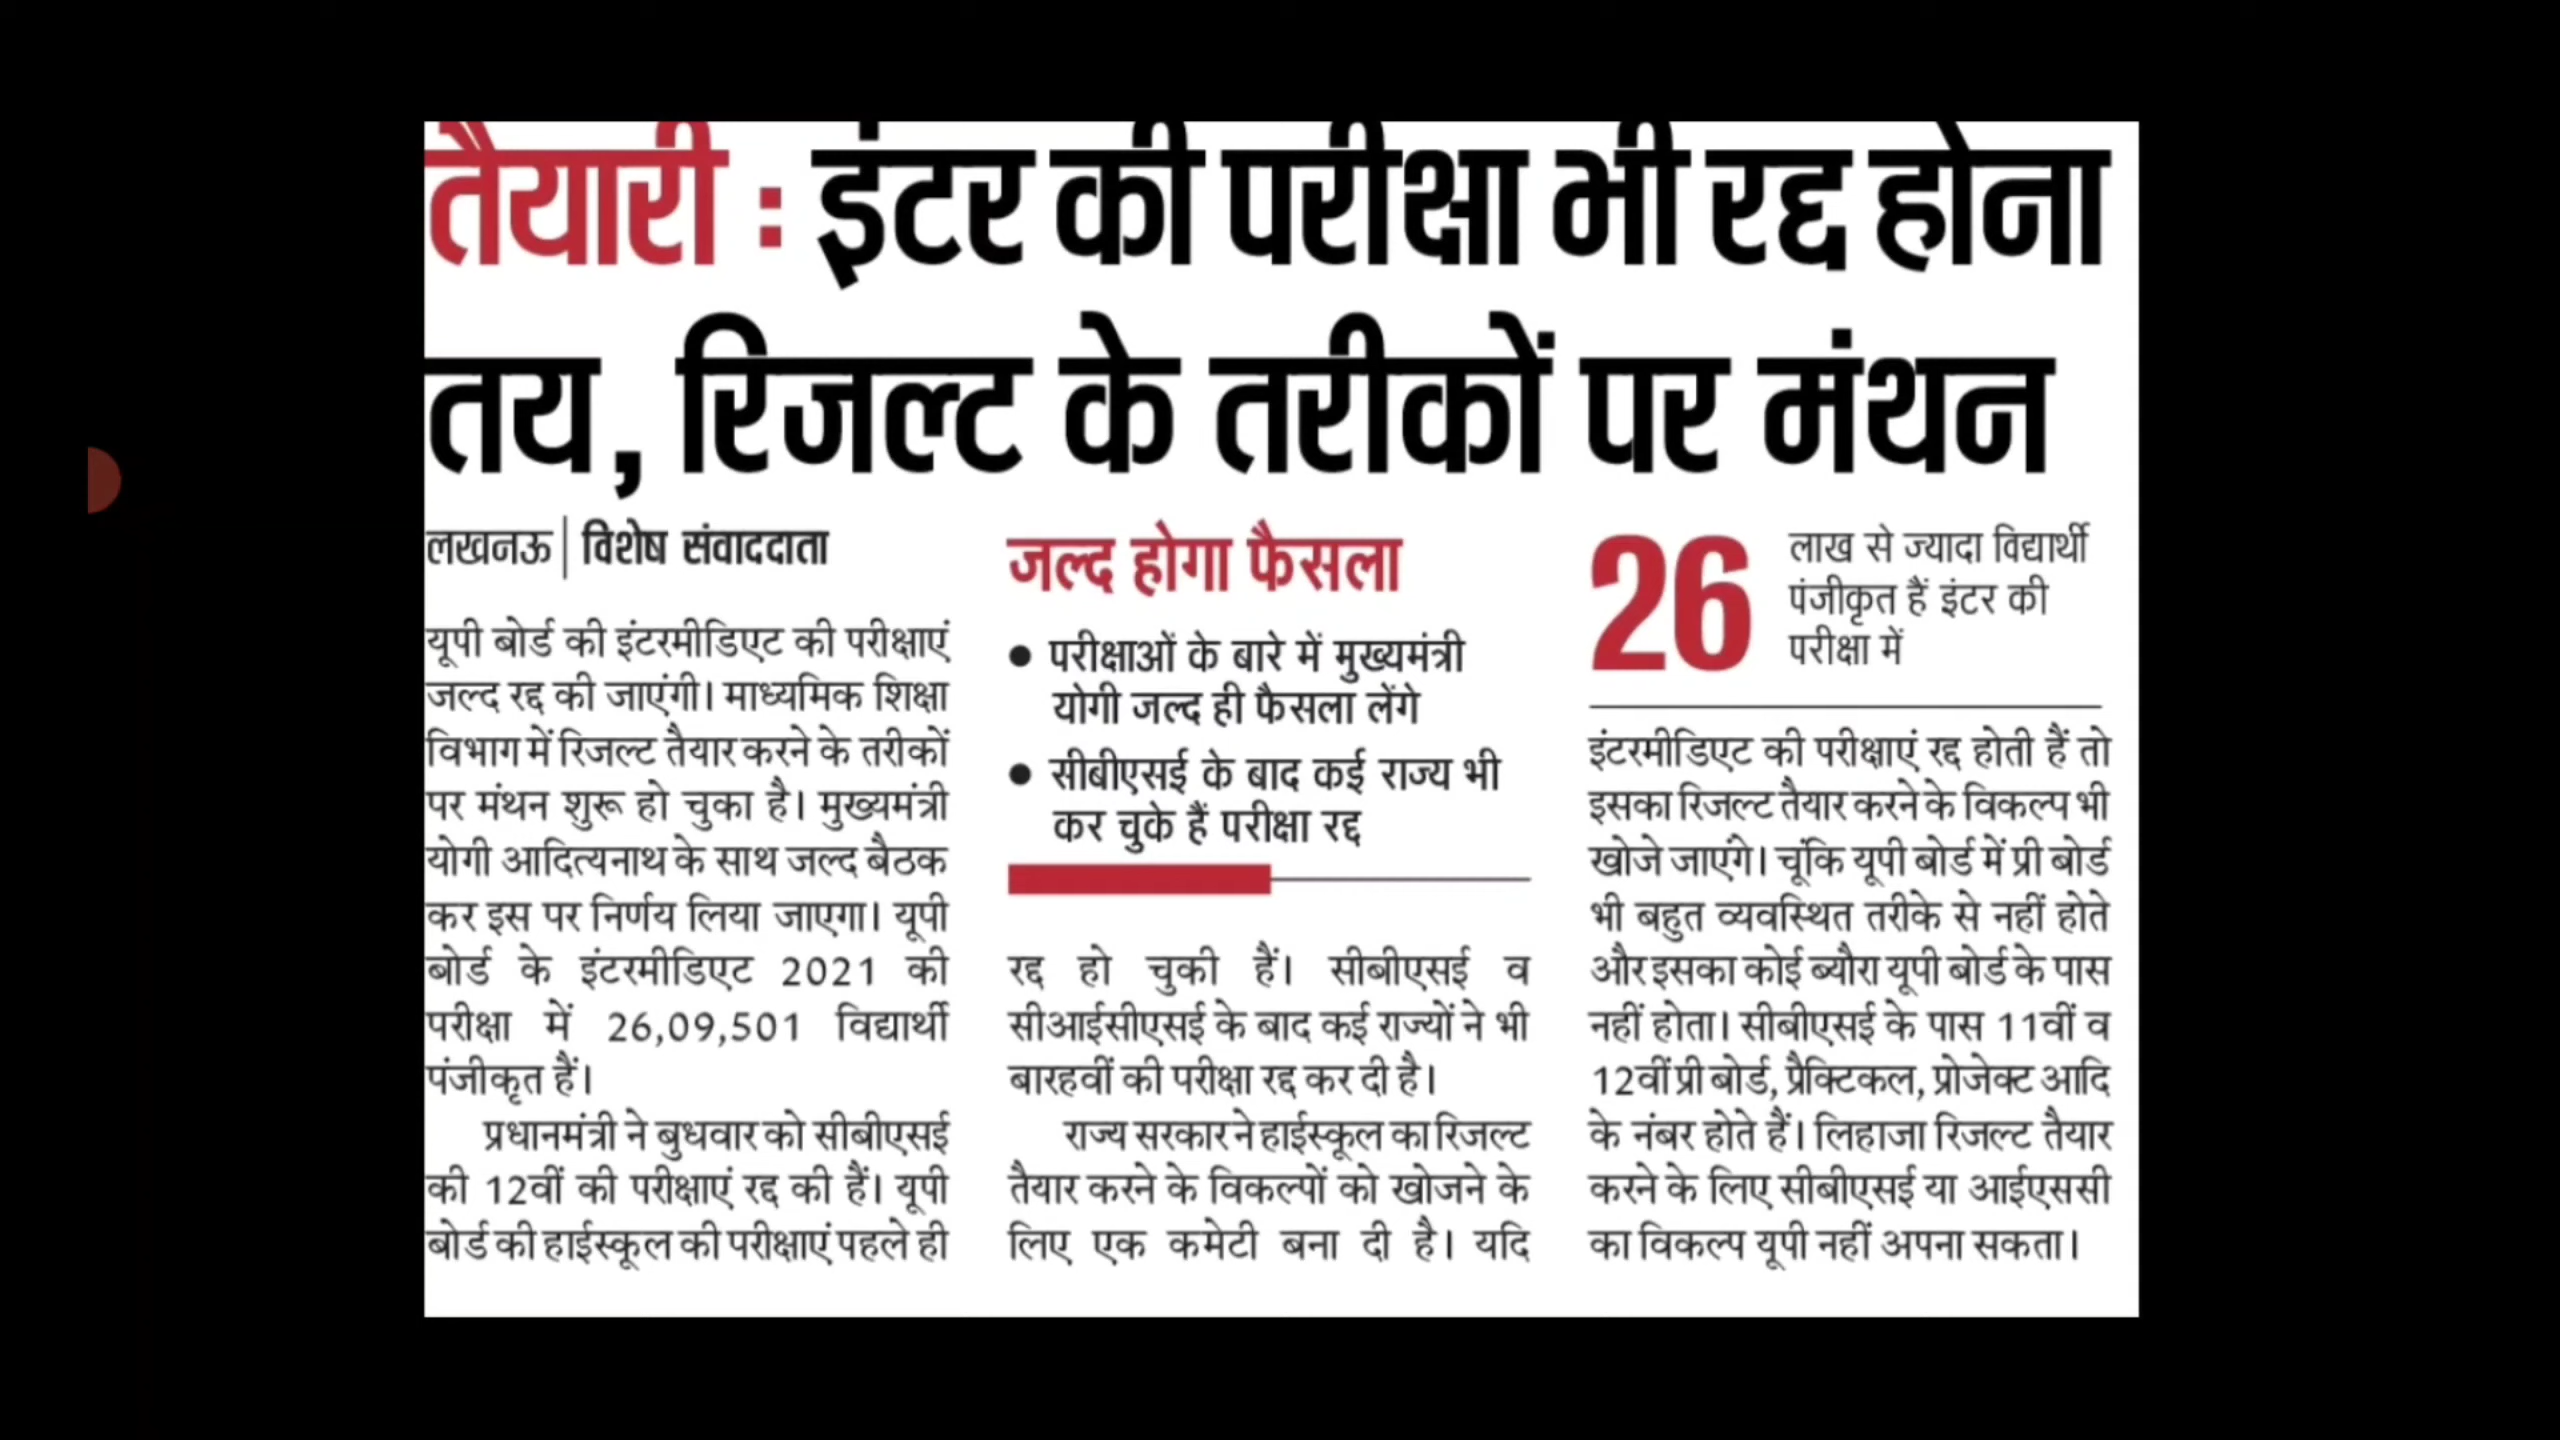 तैयारी : इंटर की परीक्षा भी रद्द होना
तय, रिजल्ट के तरीकों पर मंथन
लखनऊ | विशेष संवाददाता
यूपी बोर्ड की इंटरमीडिएट की परीक्षाएं
जल्द रद्द की जाएंगी। माध्यमिक शिक्षा
विभाग में रिजल्ट तैयार करने के तरीकों
पर मंथन शुरू हो चुका है। मुख्यमंत्री
योगी आदित्यनाथ के साथ जल्द बैठक
कर इस पर निर्णय लिया जाएगा। यूपी
बोर्ड के इंटरमीडिएट 2021 की
परीक्षा में 26,09,501 विद्यार्थी
पंजीकृत हैं।
प्रधानमंत्री ने बुधवार को सीबीएसई
की 12वीं की परीक्षाएं रद्द की हैं। यूपी
बोर्ड की हाईस्कूल की परीक्षाएं पहले ही
जल्द होगा फैसला
● परीक्षाओं के बारे में मुख्यमंत्री
योगी जल्द ही फैसला लेंगे
● सीबीएसई के बाद कई राज्य भी
कर चुके हैं परीक्षा रद्द
रद्द हो चुकी हैं। सीबीएसई व
सीआईसीएसई के बाद कई राज्यों ने भी
बारहवीं की परीक्षा रद्द कर दी है।
राज्य सरकार ने हाईस्कूल का रिजल्ट
तैयार करने के विकल्पों को खोजने के
लिए एक कमेटी बना दी है। यदि
26
लाख से ज्यादा विद्यार्थी
पंजीकृत हैं इंटर की
परीक्षा में
इंटरमीडिएट की परीक्षाएं रद्द होती हैं तो
इसका रिजल्ट तैयार करने के विकल्प भी
खोजे जाएंगे। चूंकि यूपी बोर्ड में प्री बोर्ड
भी बहुत व्यवस्थित तरीके से नहीं होते
और इसका कोई ब्यौरा यूपी बोर्ड के पास
नहीं होता। सीबीएसई के पास 11वीं व
12वीं प्री बोर्ड, प्रैक्टिकल, प्रोजेक्ट आदि
के नंबर होते हैं। लिहाजा रिजल्ट तैयार
करने के लिए सीबीएसई या आईएससी
का विकल्प यूपी नहीं अपना सकता।